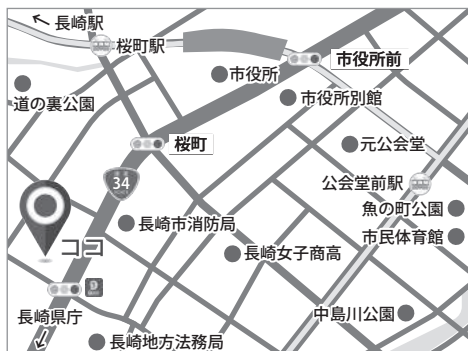 長崎駅
桜町駅
市役所前
市役所
道の裏公園
市役所別館
桜町
元公会堂
34
公会堂前駅
魚の町公園
長崎市消防局
市民体育館
ココ
長崎女子商高
長崎県庁
中島川公園
長崎地方法務局